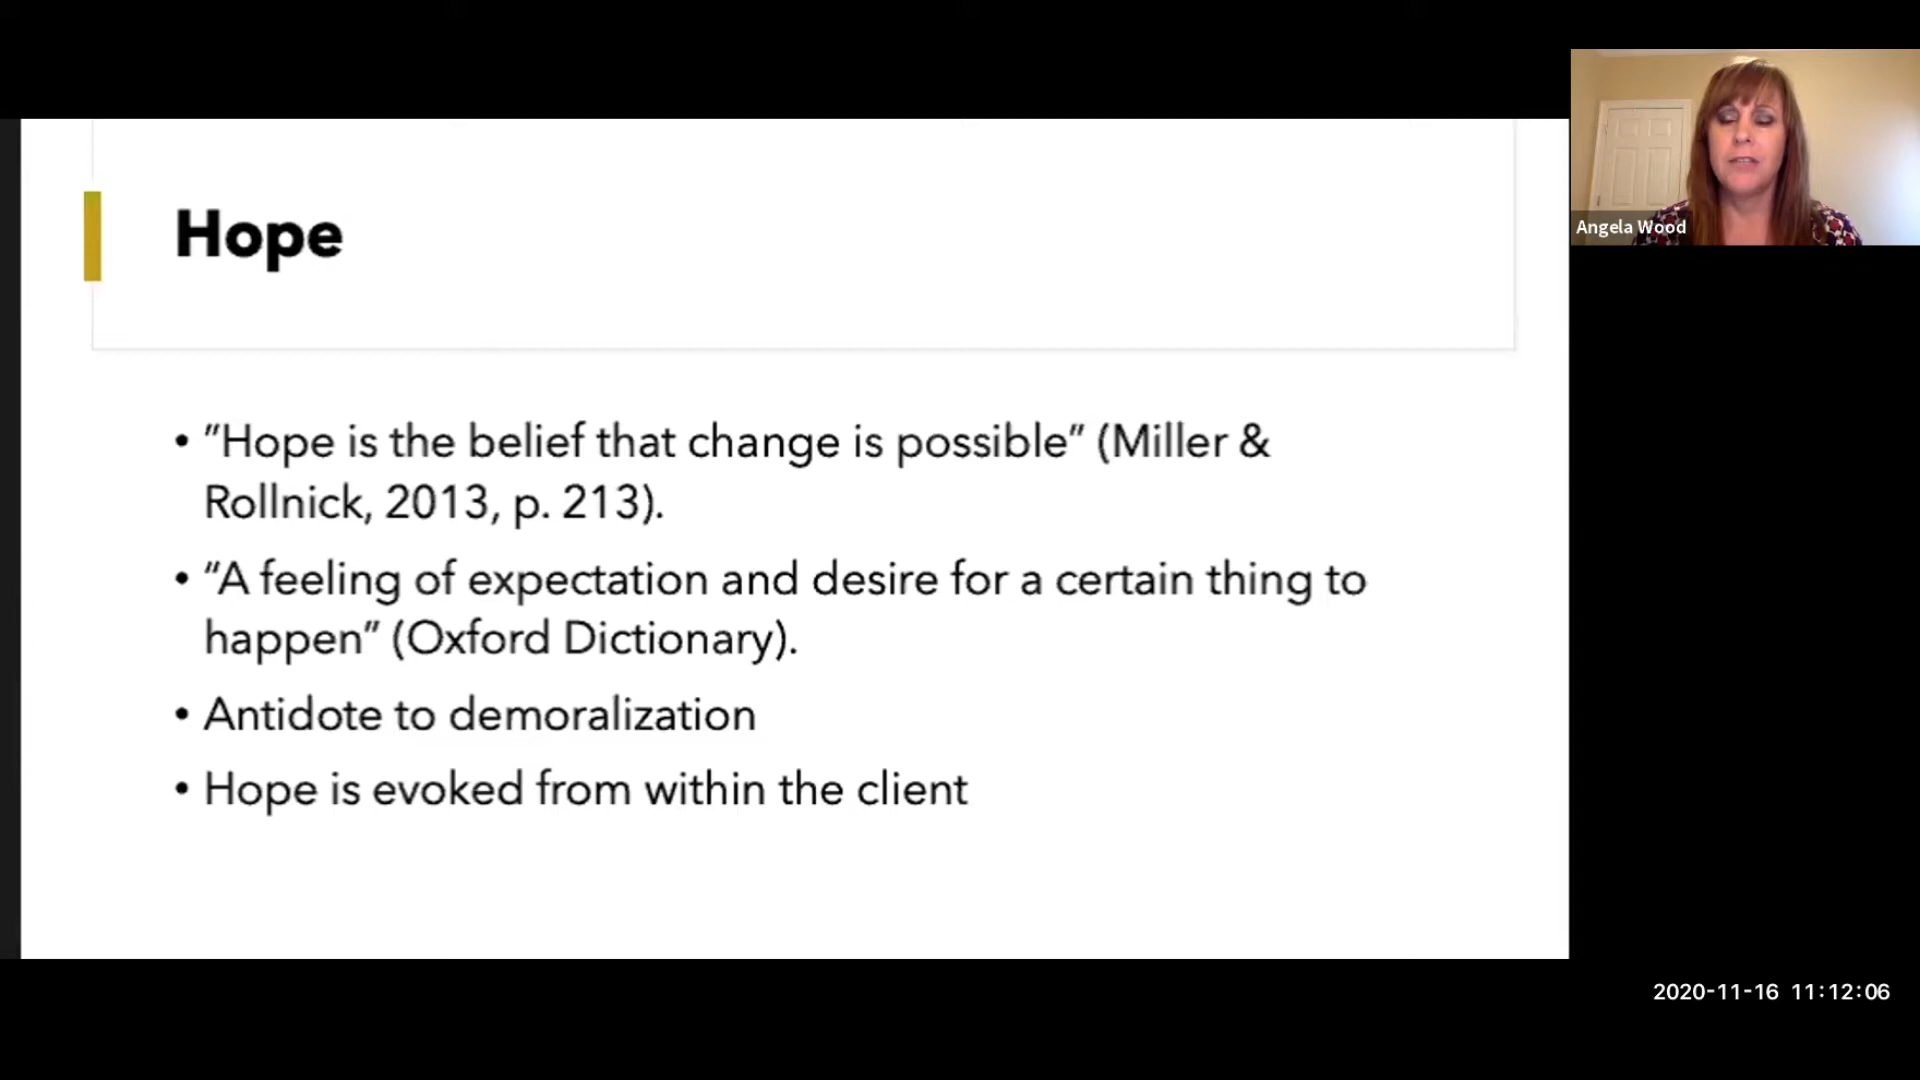 Hope
• ”Hope is the belief that change is possible” (Miller &
Rollnick, 2013, p. 213).
• “A feeling of expectation and desire for a certain thing to
happen” (Oxford Dictionary).
• Antidote to demoralization
• Hope is evoked from within the client
Angela Wood
2020-11-16 11:12:06